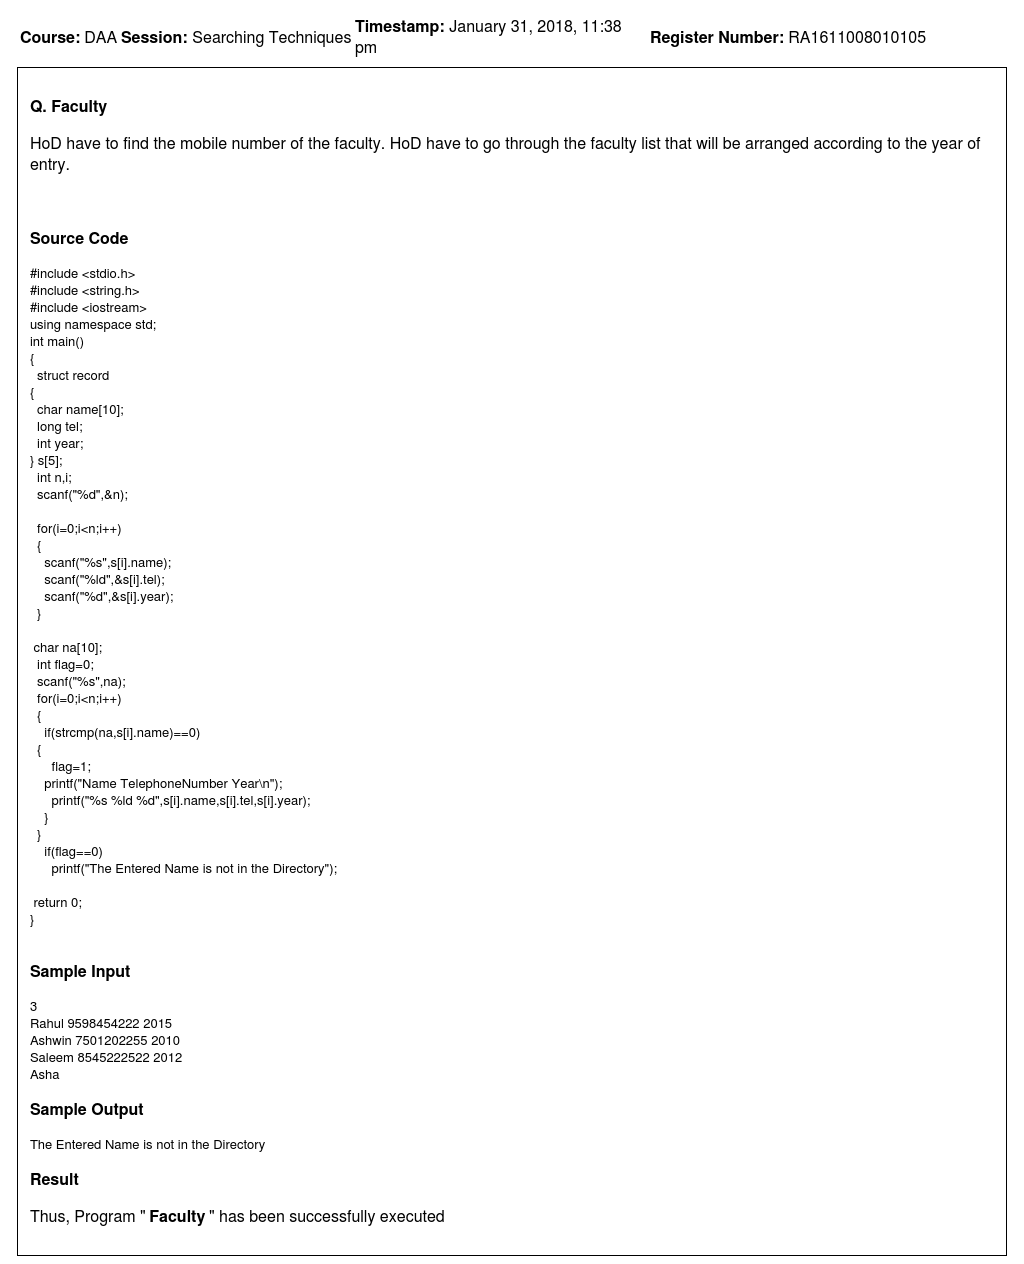 Course: DAA Session: Searching Techniques Timestamp: January 31, 2018, 11:38 pm Register Number: RA1611008010105
Q. Faculty
HoD have to find the mobile number of the faculty. HoD have to go through the faculty list that will be arranged according to the year of
entry.
Source Code
#include <stdio.h>
#include <string.h>
#include <iostream>
using namespace std;
int main()
{
  struct record
{
  char name[10];
  long tel;
  int year;
} s[5];
  int n,i;
  scanf("%d",&n);

  for(i=0;i<n;i++)
  {
    scanf("%s",s[i].name);
    scanf("%ld",&s[i].tel);
    scanf("%d",&s[i].year);
  }

 char na[10];
  int flag=0;
  scanf("%s",na);
  for(i=0;i<n;i++)
  {
    if(strcmp(na,s[i].name)==0)
  {
      flag=1;
    printf("Name TelephoneNumber Year\n");
      printf("%s %ld %d",s[i].name,s[i].tel,s[i].year);
    }
  }
    if(flag==0)
      printf("The Entered Name is not in the Directory");

 return 0;
}
Sample Input
3
Rahul 9598454222 2015
Ashwin 7501202255 2010
Saleem 8545222522 2012
Asha
Sample Output
The Entered Name is not in the Directory
Result
Thus, Program " Faculty " has been successfully executed